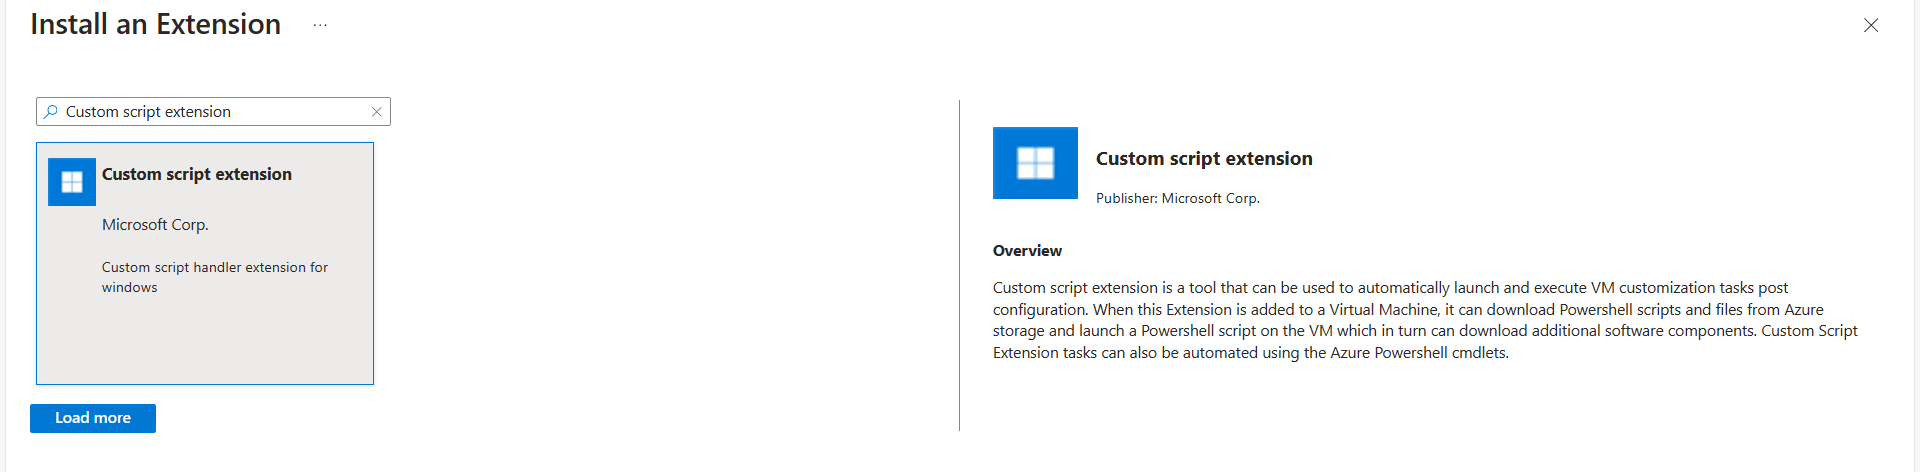 Install an Extension ...
Custom script extension
Custom script extension
Microsoft Corp.
Custom script handler extension for
windows
Load more
Custom script extension
Publisher: Microsoft Corp.
Overview
Custom script extension is a tool that can be used to automatically launch and execute VM customization tasks post
configuration. When this Extension is added to a Virtual Machine, it can download Powershell scripts and files from Azure
storage and launch a Powershell script on the VM which in turn can download additional software components. Custom Script
Extension tasks can also be automated using the Azure Powershell cmdlets.